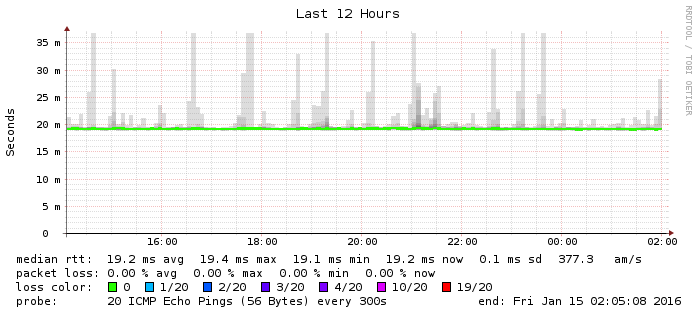 Last 12 Hours
RRDTOOL / TOBI OETIKER
Seconds
35 m
30 m
25 m
20 m
15 m
10 m
5 m
0
16:00 18:00 20:00 22:00 00:00 02:00
median rtt: 19.2 ms avg 19.4 ms max 19.1 ms min 19.2 ms now 0.1 ms sd 377.3 am/s
packet loss: 0.00 % avg 0.00 % max 0.00 % min 0.00 % now
loss color: 0 1/20 2/20 3/20 4/20 10/20 19/20
probe: 20 ICMP Echo Pings (56 Bytes) every 300s end: Fri Jan 15 02:05:08 2016